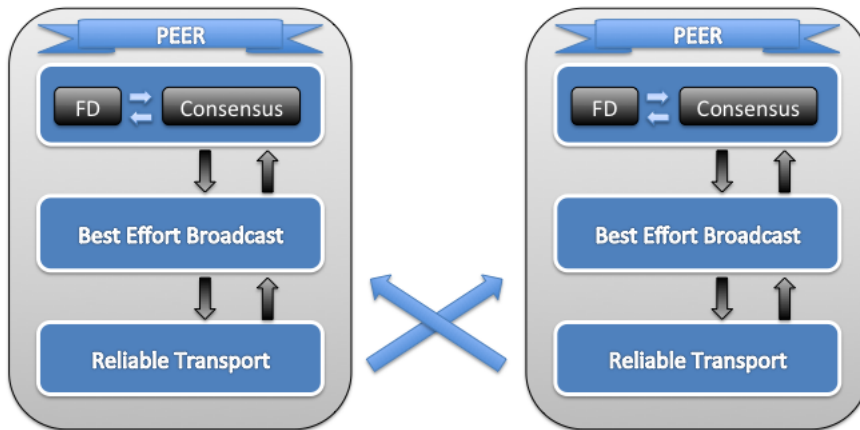 PEER
FD
Consensus
Best Effort Broadcast
Reliable Transport
PEER
FD
Consensus
Best Effort Broadcast
Reliable Transport